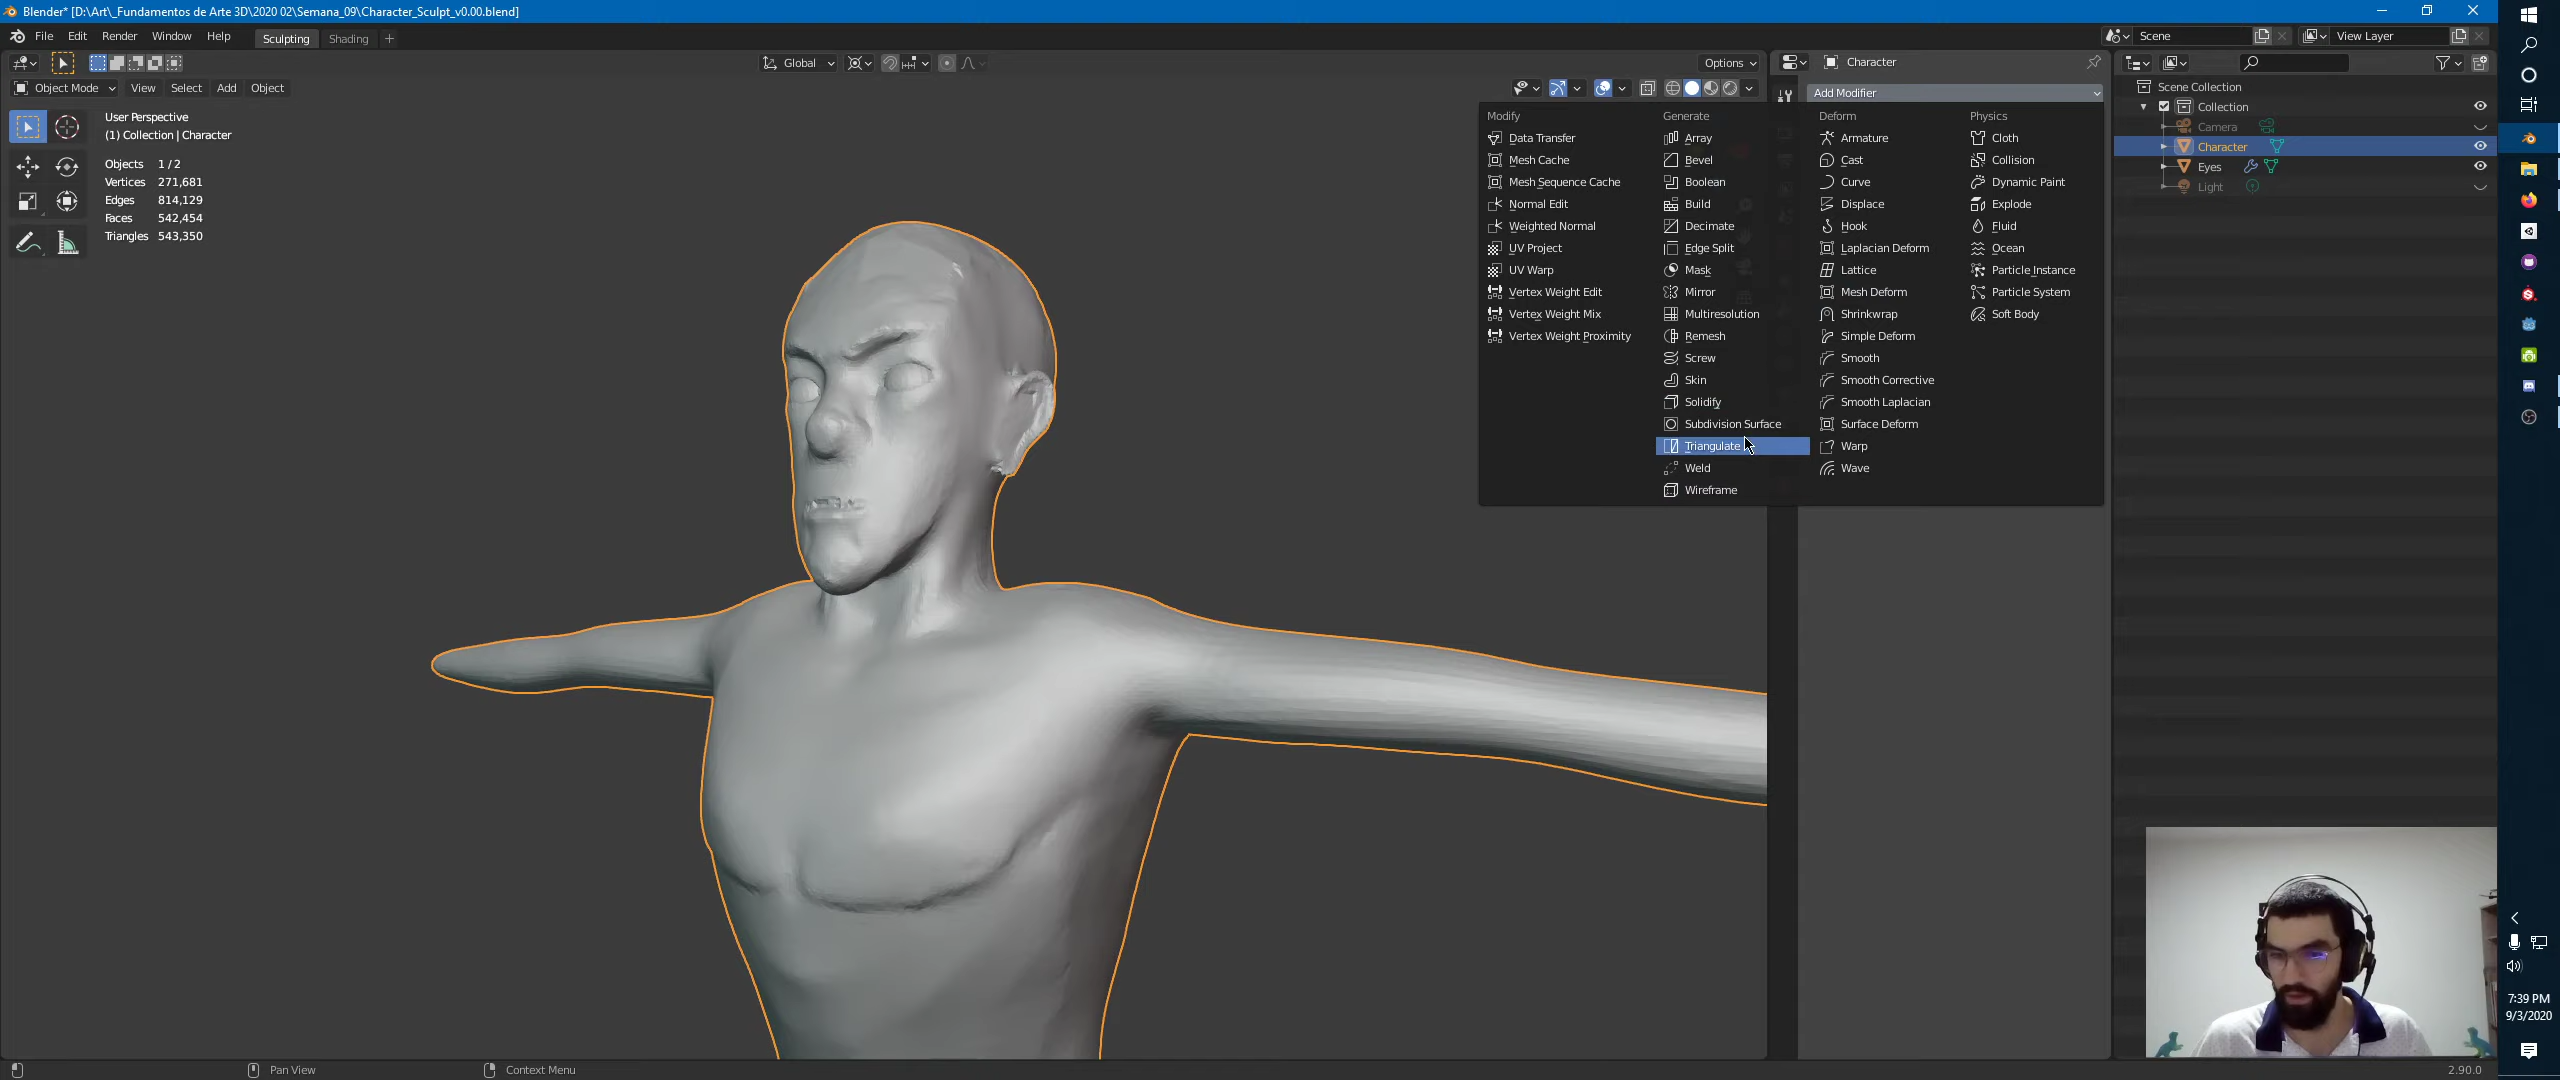 Blender* [D:\Art\_Fundamentos de Arte 3D\2020 02\Semana_09\Character_Sculpt_v0.00.blend]
File Edit Render Window Help Sculpting Shading +
Scene View Layer
Global Options
Object Mode View Select Add Object
User Perspective
(1) Collection | Character
Objects 1 / 2
Vertices 271,681
Edges 814,129
Faces 542,454
Triangles 543,350
Character
Add Modifier
Modify
Data Transfer
Mesh Cache
Mesh Sequence Cache
Normal Edit
Weighted Normal
UV Project
UV Warp
Vertex Weight Edit
Vertex Weight Mix
Vertex Weight Proximity
Generate
Array
Bevel
Boolean
Build
Decimate
Edge Split
Mask
Mirror
Multiresolution
Remesh
Screw
Skin
Solidify
Subdivision Surface
Triangulate
Weld
Wireframe
Deform
Armature
Cast
Curve
Displace
Hook
Laplacian Deform
Lattice
Mesh Deform
Shrinkwrap
Simple Deform
Smooth
Smooth Corrective
Smooth Laplacian
Surface Deform
Warp
Wave
Physics
Cloth
Collision
Dynamic Paint
Explode
Fluid
Ocean
Particle Instance
Particle System
Soft Body
Scene Collection
Collection
Camera
Character
Eyes
Light
7:39 PM
9/3/2020
Pan View Context Menu 2.90.0